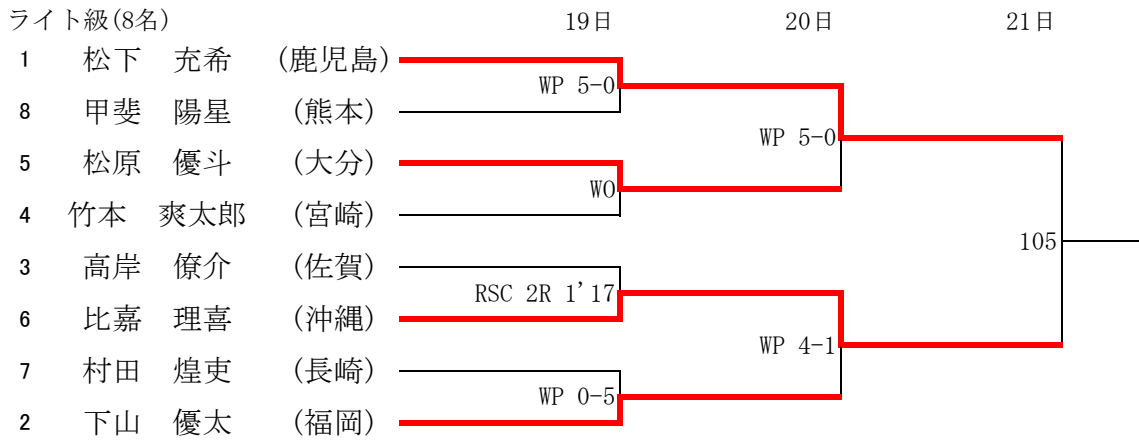 ライト級(8名) 19日 20日 21日
1 松下 充希 (鹿児島)
WP 5-0
8 甲斐 陽星 (熊本)
WP 5-0
5 松原 優斗 (大分)
WO
4 竹本 爽太郎 (宮崎)
105
3 高岸 僚介 (佐賀)
RSC 2R 1'17
6 比嘉 理喜 (沖縄)
WP 4-1
7 村田 煌吏 (長崎)
WP 0-5
2 下山 優太 (福岡)